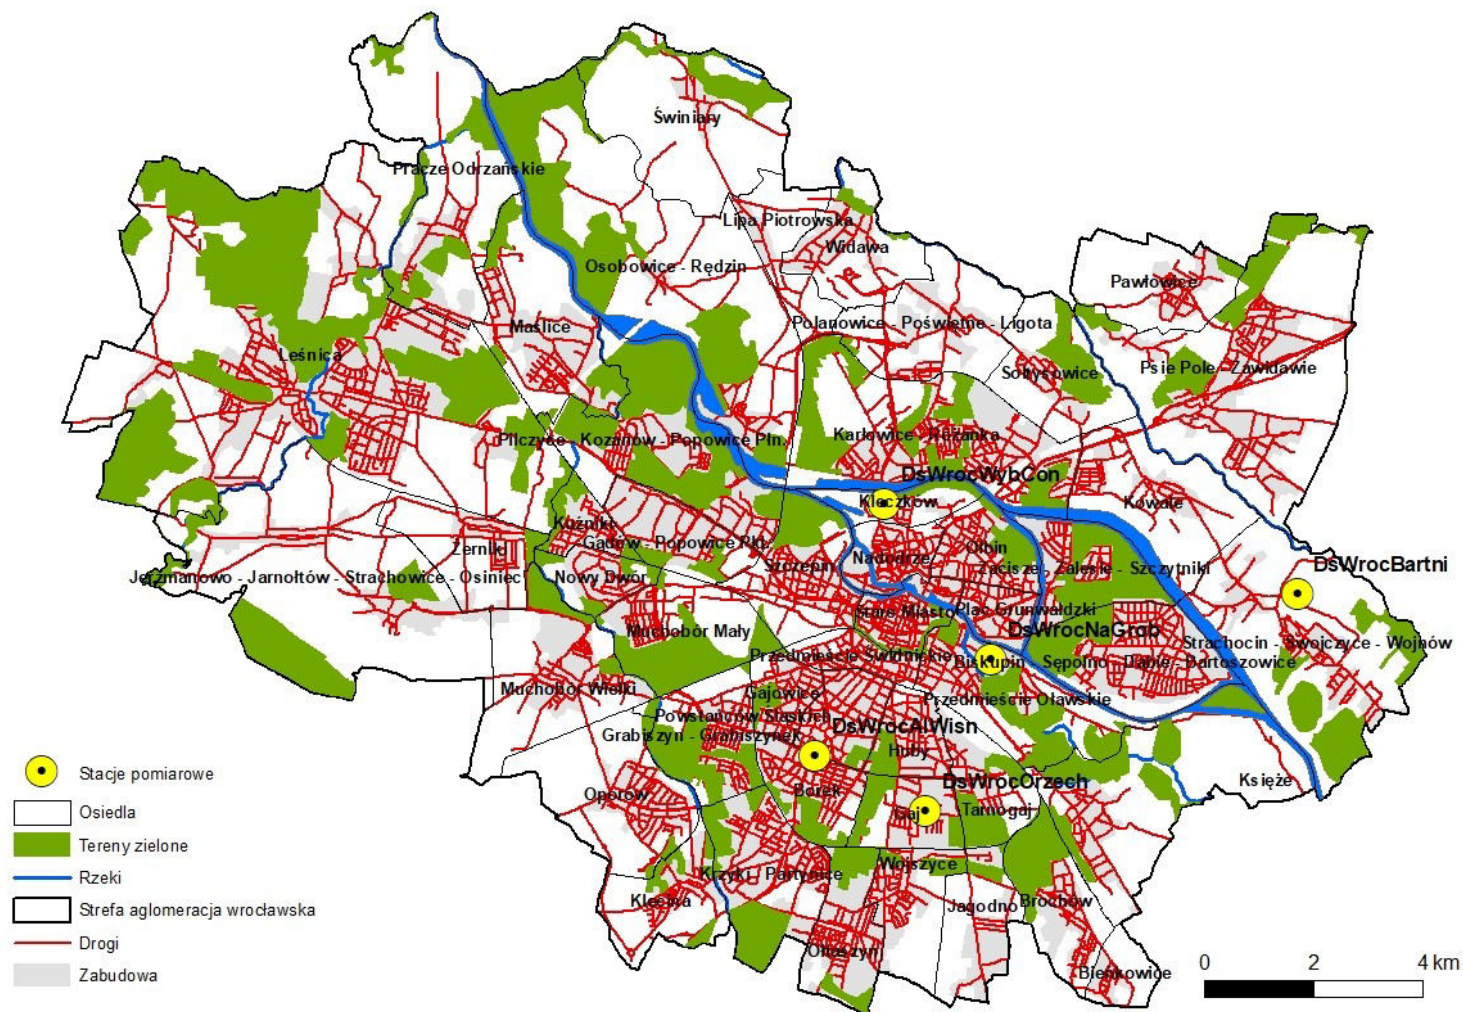 Świniary
Pracze Odrzańskie
Lipa Piotrowska
Widawa
Osobowice - Rędzin
Pawłowice
Maślice
Polanowice - Poświętne - Ligota
Leśnica
Sołtysowice
Psie Pole - Zawidawie
Pilczyce - Kozanów - Popowice Płn.
Karłowice - Różanka
DsWrocWybCon
Kleczków
Kowale
Kuźniki
Gądów - Popowice Płd.
Żerniki
Nadodrze
Ołbin
Szczepin
Zacisze - Zalesie - Szczytniki
DsWrocBartni
Jerzmanowo - Jarnołtów - Strachowice - Osiniec
Nowy Dwór
Stare Miasto
Plac Grunwaldzki
Muchobór Mały
DsWrocNaGrob
Strachocin - Swojczyce - Wojnów
Przedmieście Świdnickie
Biskupin - Sępolno - Dąbie - Bartoszowice
Muchobór Wielki
Gajowice
Przedmieście Oławskie
Powstańców Śląskich
Grabiszyn - Grabiszynek
DsWrocAlWisn
Huby
DsWrocOrzech
Księże
Oporów
Borek
Gaj
Tarnogaj
Wojszyce
Krzyki - Partynice
Klecina
Jagodno
Brochów
Ołtaszyn
Bieńkowice
Stacje pomiarowe
Osiedla
Tereny zielone
Rzeki
Strefa aglomeracja wrocławska
Drogi
Zabudowa
0 2 4 km